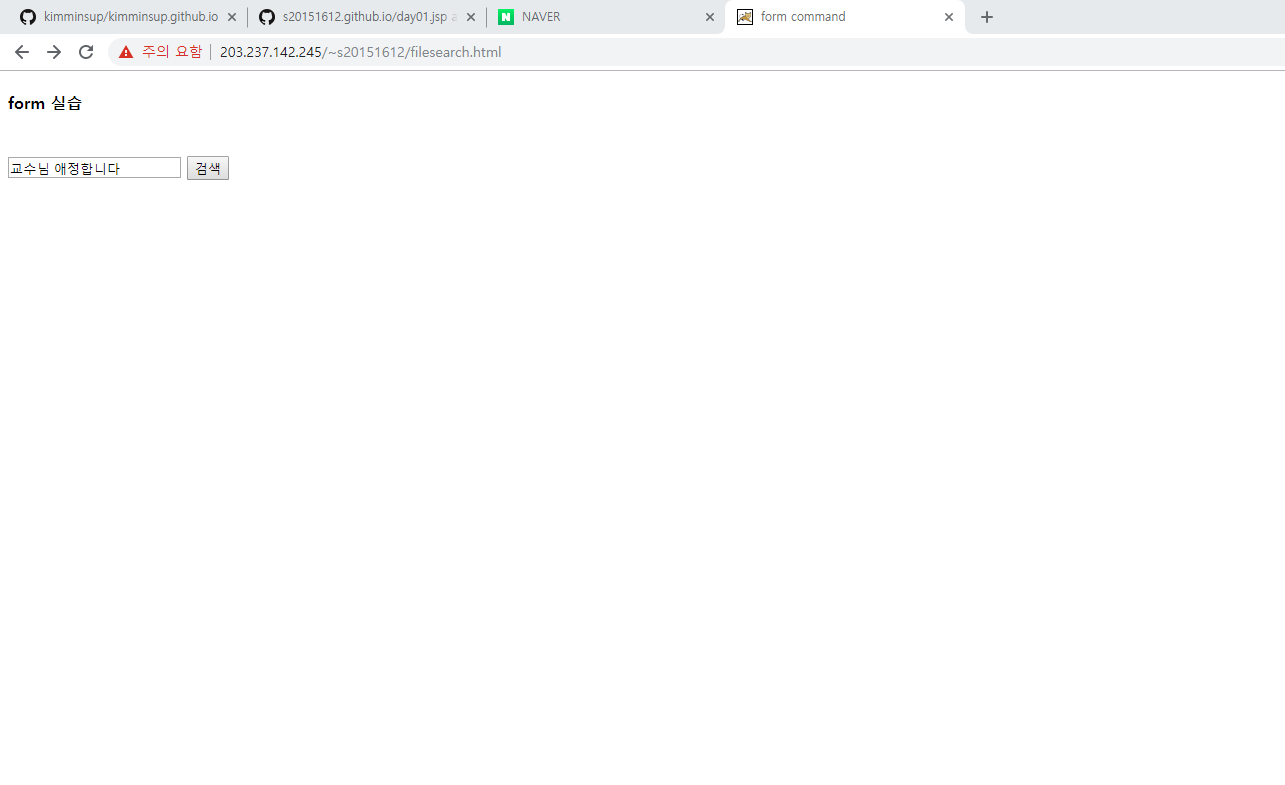 kimminsup/kimminsup.github.io
s20151612.github.io/day01.jsp a
NAVER
form command
주의 요함
203.237.142.245/~s20151612/filesearch.html
form 실습
교수님 애정합니다
검색